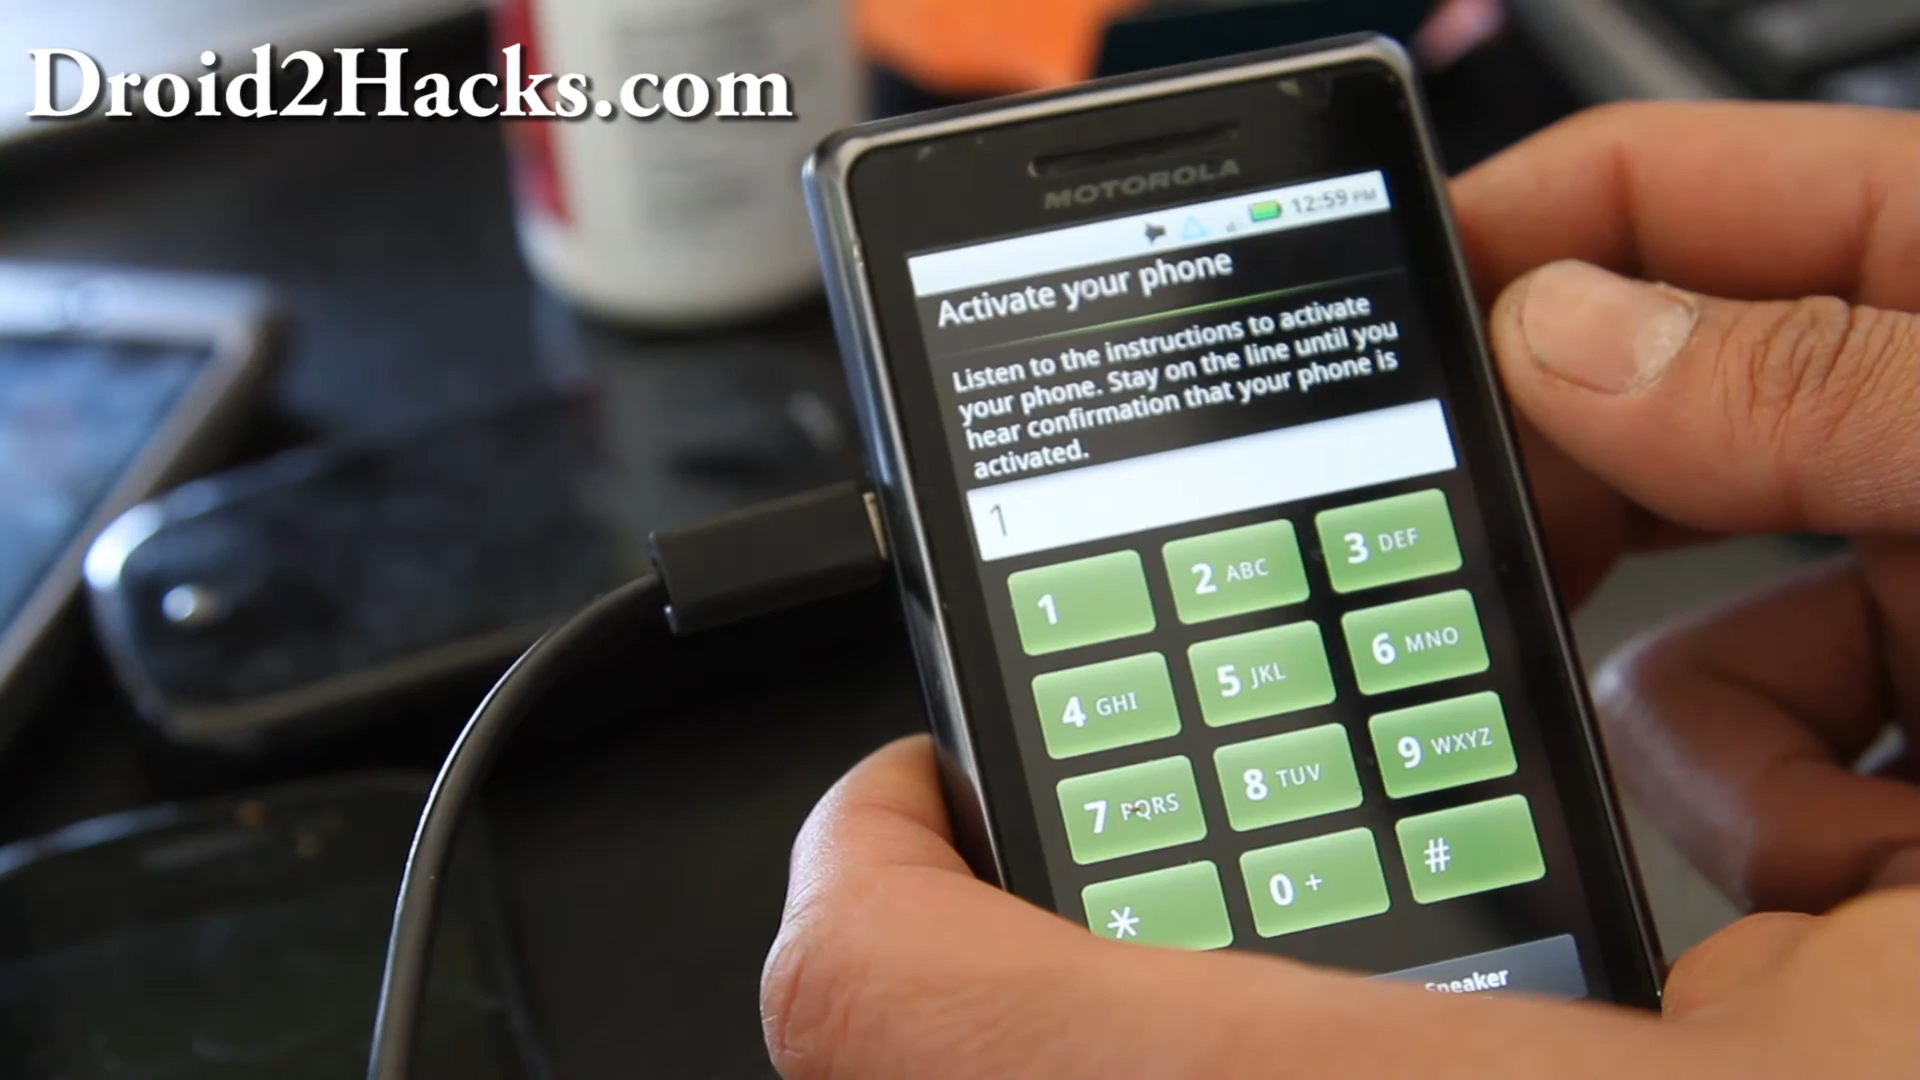 Droid2Hacks.com
MOTOROLA
12:59 PM
Activate your phone
Listen to the instructions to activate
your phone. Stay on the line until you
hear confirmation that your phone is
activated.
1
1
2 ABC
3 DEF
4 GHI
5 JKL
6 MNO
7 PQRS
8 TUV
9 WXYZ
*
0 +
#
Speaker